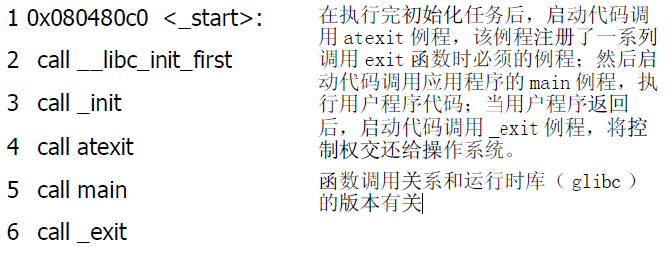 1 0x080480c0 <_start>:
2 call __libc_init_first
3 call _init
4 call atexit
5 call main
6 call _exit
在执行完初始化任务后，启动代码调
用 atexit 例程，该例程注册了一系列
调用 exit 函数时必须的例程；然后启
动代码调用应用程序的 main 例程，执
行用户程序代码；当用户程序返回
后，启动代码调用 _exit 例程，将控
制权交还给操作系统。
函数调用关系和运行时库（ glibc ）
的版本有关